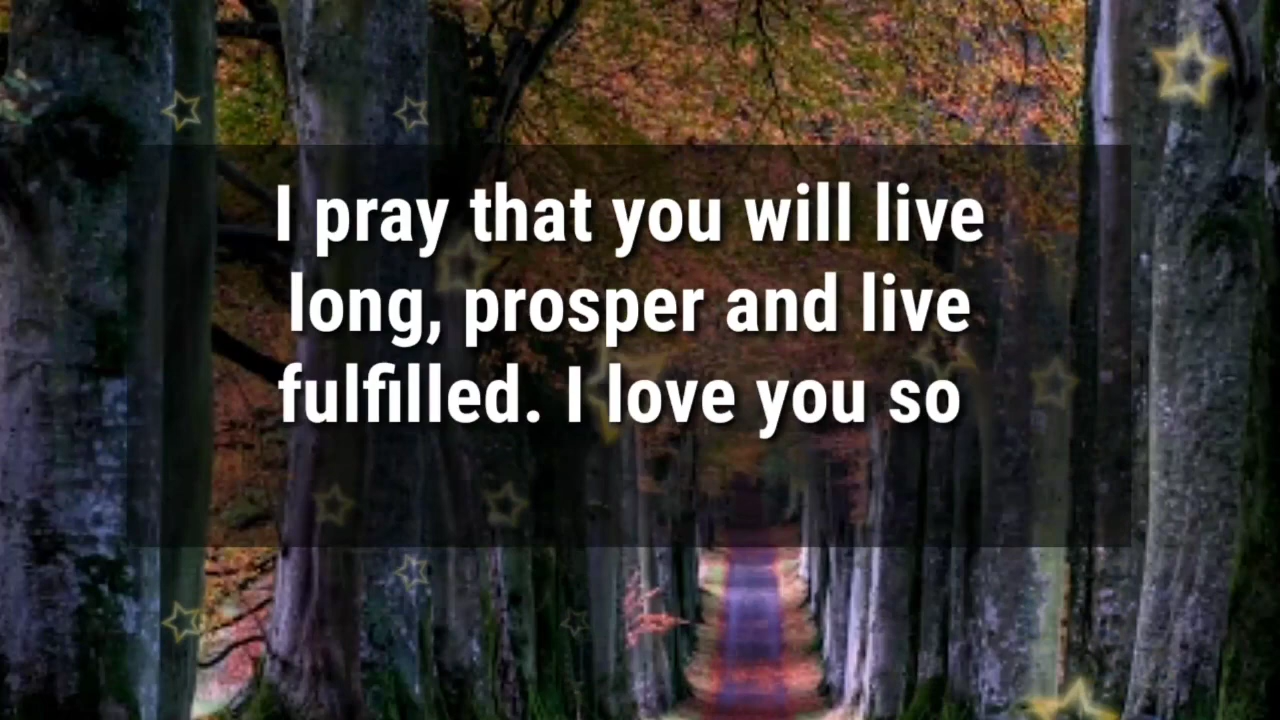 I pray that you will live
long, prosper and live
fulfilled. I love you so